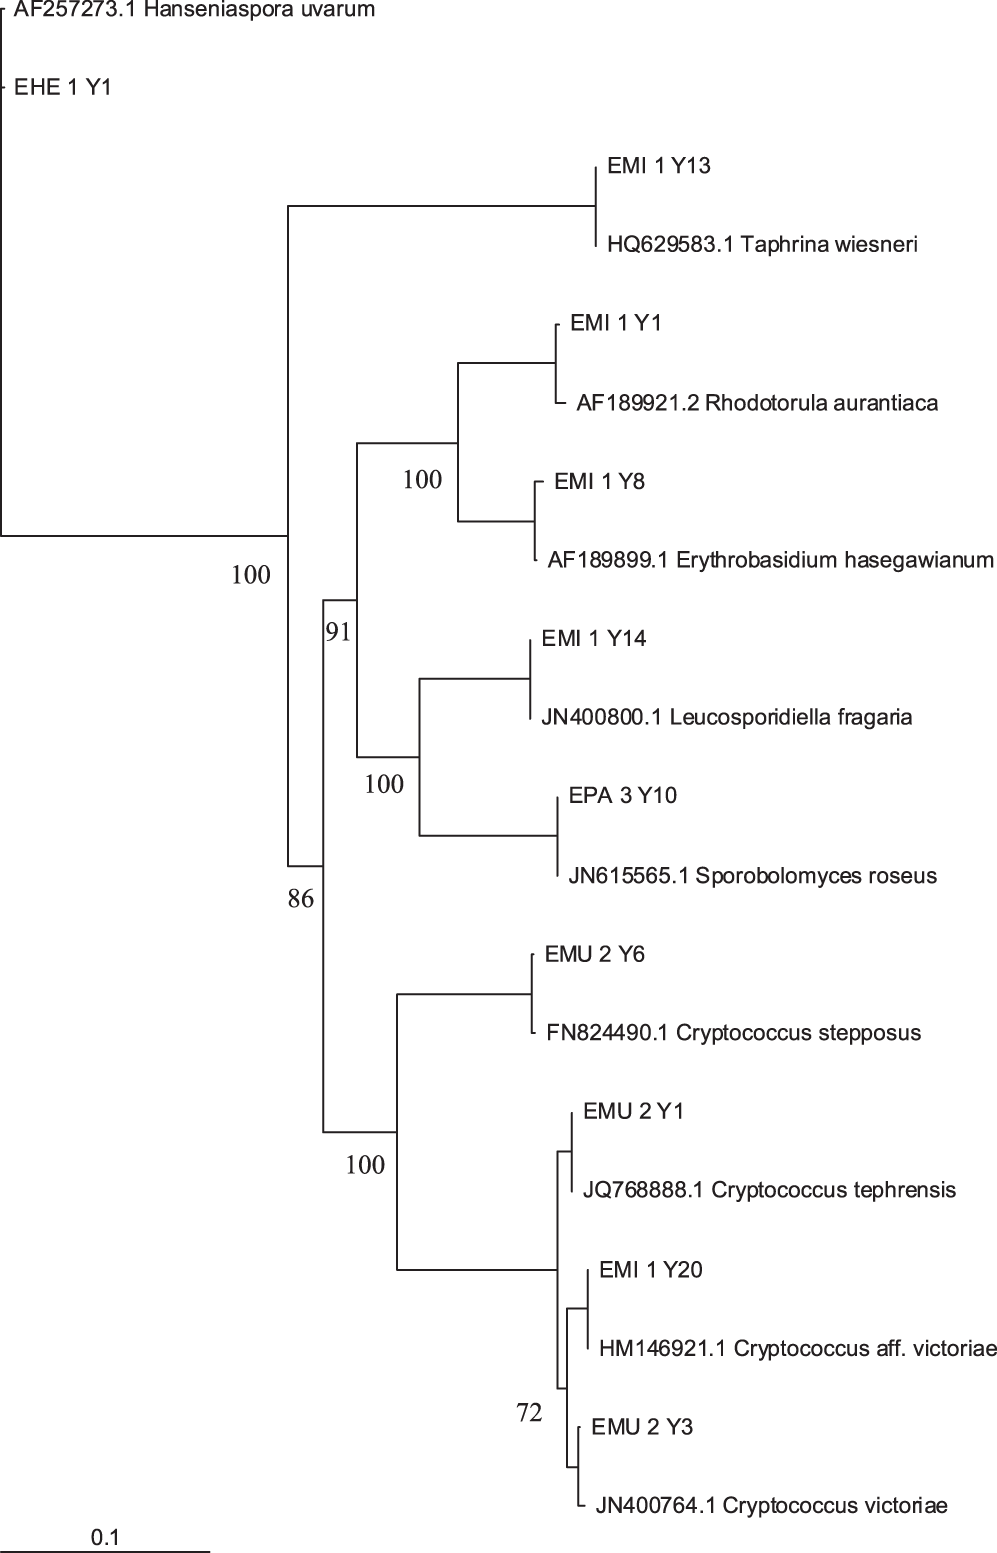 AF257273.1 Hanseniaspora uvarum
EHE 1 Y1
EMI 1 Y13
HQ629583.1 Taphrina wiesneri
EMI 1 Y1
AF189921.2 Rhodotorula aurantiaca
100
EMI 1 Y8
AF189899.1 Erythrobasidium hasegawianum
100
91
EMI 1 Y14
JN400800.1 Leucosporidiella fragaria
100
EPA 3 Y10
JN615565.1 Sporobolomyces roseus
86
EMU 2 Y6
FN824490.1 Cryptococcus stepposus
EMU 2 Y1
100
JQ768888.1 Cryptococcus tephrensis
EMI 1 Y20
HM146921.1 Cryptococcus aff. victoriae
72
EMU 2 Y3
JN400764.1 Cryptococcus victoriae
0.1